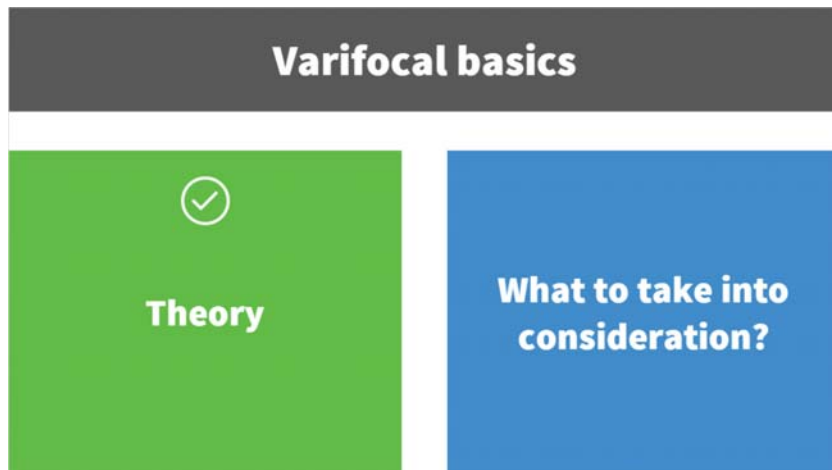 Varifocal basics
Theory
What to take into
consideration?